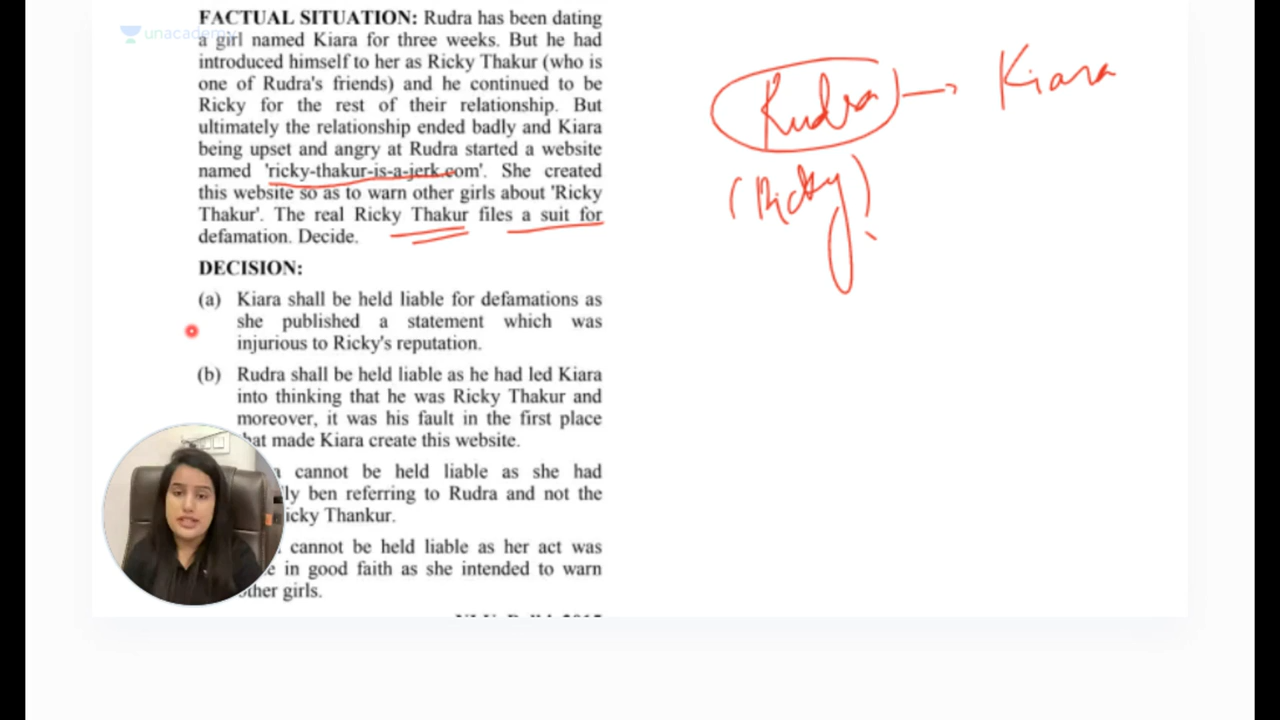 unacademy
FACTUAL SITUATION: Rudra has been dating
a girl named Kiara for three weeks. But he had
introduced himself to her as Ricky Thakur (who is
one of Rudra's friends) and he continued to be
Ricky for the rest of their relationship. But
ultimately the relationship ended badly and Kiara
being upset and angry at Rudra started a website
named 'ricky-thakur-is-a-jerk.com'. She created
this website so as to warn other girls about 'Ricky
Thakur'. The real Ricky Thakur files a suit for
defamation. Decide.
DECISION:
(a) Kiara shall be held liable for defamations as
she published a statement which was
injurious to Ricky's reputation.
(b) Rudra shall be held liable as he had led Kiara
into thinking that he was Ricky Thakur and
moreover, it was his fault in the first place
that made Kiara create this website.
cannot be held liable as she had
ben referring to Rudra and not the
Thankur.
cannot be held liable as her act was
in good faith as she intended to warn
other girls.
Rudra → Kiara
(Ricky)